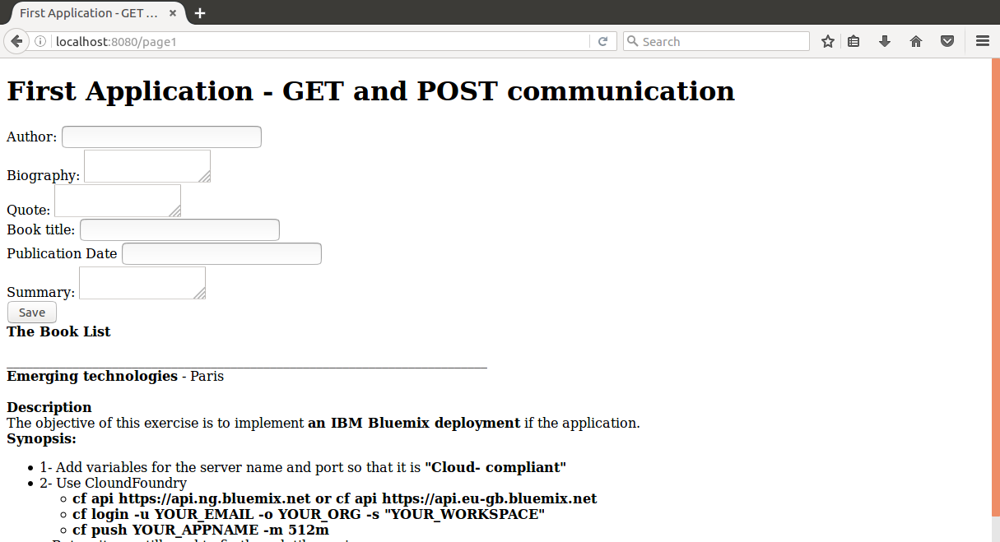 First Application - GET ...
localhost:8080/page1
Search
First Application - GET and POST communication
Author:
Biography:
Quote:
Book title:
Publication Date
Summary:
Save
The Book List
Emerging technologies - Paris
Description
The objective of this exercise is to implement an IBM Bluemix deployment if the application.
Synopsis:
1- Add variables for the server name and port so that it is "Cloud- compliant"
2- Use CloundFoundry
cf api https://api.ng.bluemix.net or cf api https://api.eu-gb.bluemix.net
cf login -u YOUR_EMAIL -o YOUR_ORG -s "YOUR_WORKSPACE"
cf push YOUR_APPNAME -m 512m